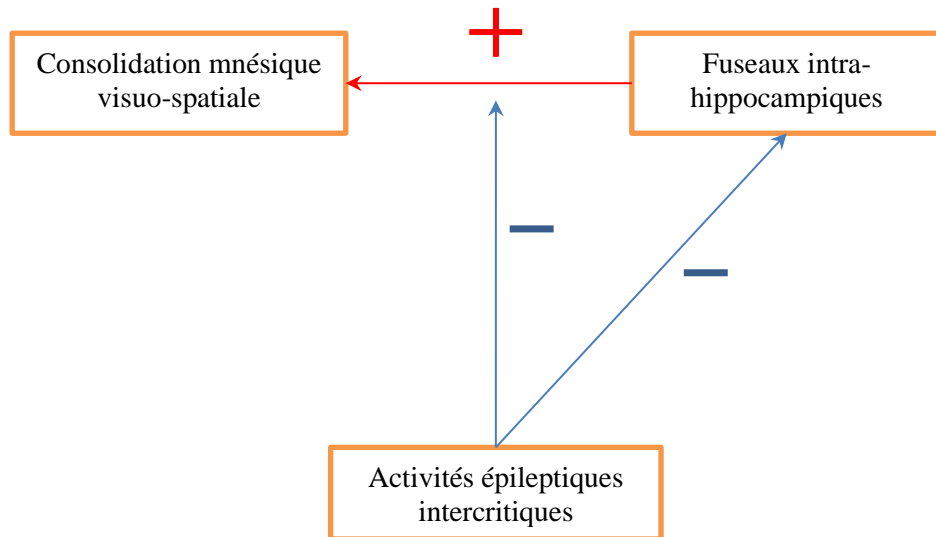 +
Consolidation mnésique
visuo-spatiale
Fuseaux intra-
hippocampiques
—
—
Activités épileptiques
intercritiques